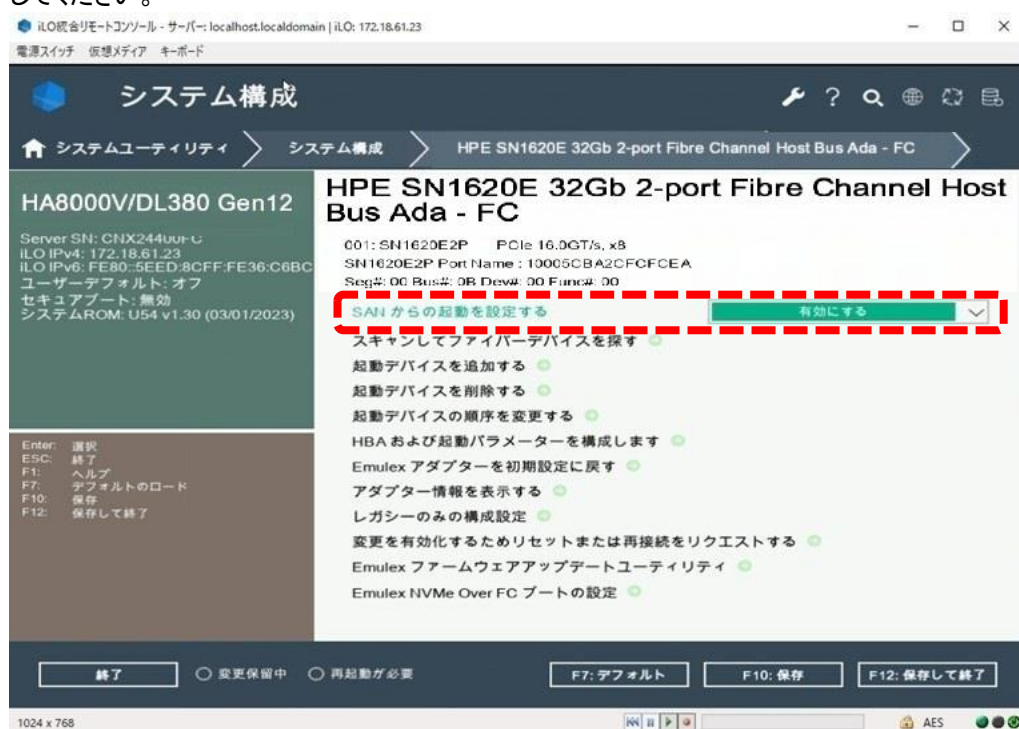 してください。
iLO統合リモートコンソール - サーバー: localhost.localdomain | iLO: 172.18.61.23
電源スイッチ 仮想メディア キーボード
システム構成
?
システムユーティリティ システム構成 HPE SN1620E 32Gb 2-port Fibre Channel Host Bus Ada - FC
HA8000V/DL380 Gen12
Server SN:
iLO IPv4: 172.18.61.23
iLO IPv6: FE80::5EED:8CFF:FE36:C6BC
ユーザーデフォルト: オフ
セキュアブート: 無効
システムROM: U54 v1.30 (03/01/2023)
Enter: 選択
ESC: 終了
F1: ヘルプ
F7: デフォルトのロード
F10: 保存
F12: 保存して終了
HPE SN1620E 32Gb 2-port Fibre Channel Host
Bus Ada - FC
001: SN1620E2P PCIe 16.0GT/s, x8
SN1620E2P Port Name : 10005CBA2CFCFCEA
Seg#: 00 Bus#: 0B Dev#: 00 Func#: 00
SAN からの起動を設定する 有効にする
スキャンしてファイバーデバイスを探す
起動デバイスを追加する
起動デバイスを削除する
起動デバイスの順序を変更する
HBA および起動パラメーターを構成します
Emulex アダプターを初期設定に戻す
アダプター情報を表示する
レガシーのみの構成設定
変更を有効化するためリセットまたは再接続をリクエストする
Emulex ファームウェアアップデートユーティリティ
Emulex NVMe Over FC ブートの設定
終了 変更保留中 再起動が必要 F7: デフォルト F10: 保存 F12: 保存して終了
1024 x 768 AES